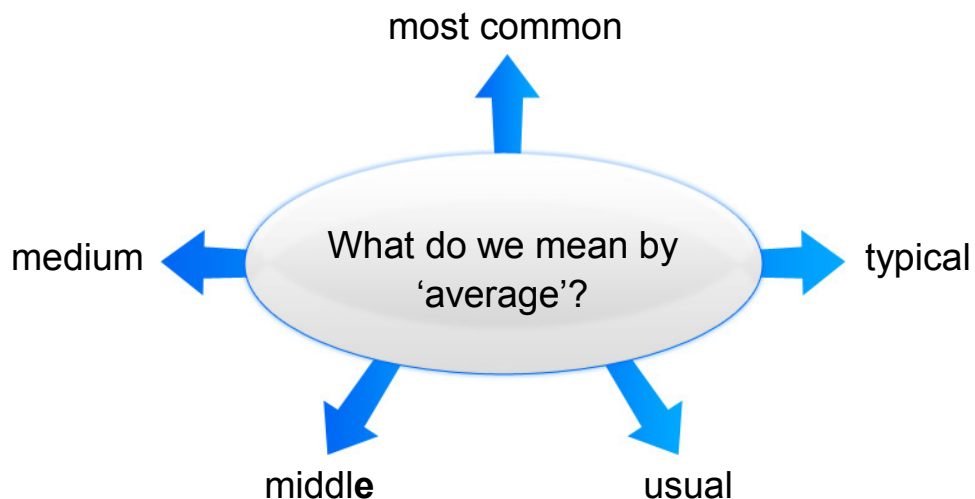 most common
medium
What do we mean by
‘average’?
typical
middle
usual